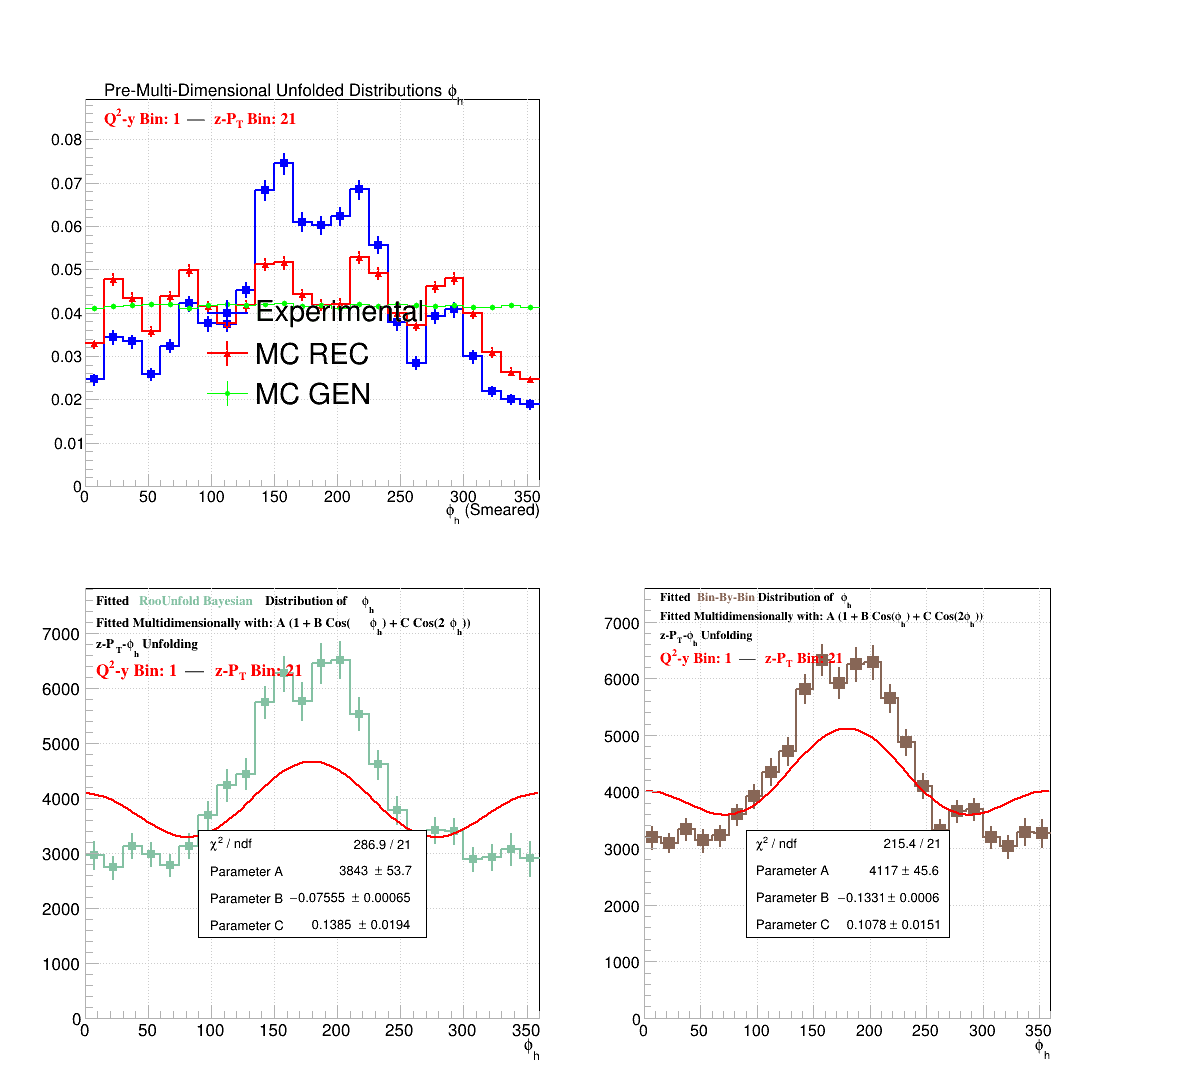 Pre-Multi-Dimensional Unfolded Distributions ϕh
Q²-y Bin: 1 — z-PT Bin: 21
0.08
0.07
0.06
0.05
0.04
0.03
0.02
0.01
0
Experimental
MC REC
MC GEN
0 50 100 150 200 250 300 350
ϕh (Smeared)
Fitted RooUnfold Bayesian Distribution of ϕh
Fitted Multidimensionally with: A (1 + B Cos(ϕh) + C Cos(2 ϕh))
z-PT-ϕh Unfolding
Q²-y Bin: 1 — z-PT Bin: 21
7000
6000
5000
4000
3000
2000
1000
0
χ² / ndf 286.9 / 21
Parameter A 3843 ± 53.7
Parameter B −0.07555 ± 0.00065
Parameter C 0.1385 ± 0.0194
0 50 100 150 200 250 300 350
ϕh
Fitted Bin-By-Bin Distribution of ϕh
Fitted Multidimensionally with: A (1 + B Cos(ϕh) + C Cos(2ϕh))
z-PT-ϕh Unfolding
Q²-y Bin: 1 — z-PT Bin: 21
7000
6000
5000
4000
3000
2000
1000
0
χ² / ndf 215.4 / 21
Parameter A 4117 ± 45.6
Parameter B −0.1331 ± 0.0006
Parameter C 0.1078 ± 0.0151
0 50 100 150 200 250 300 350
ϕh